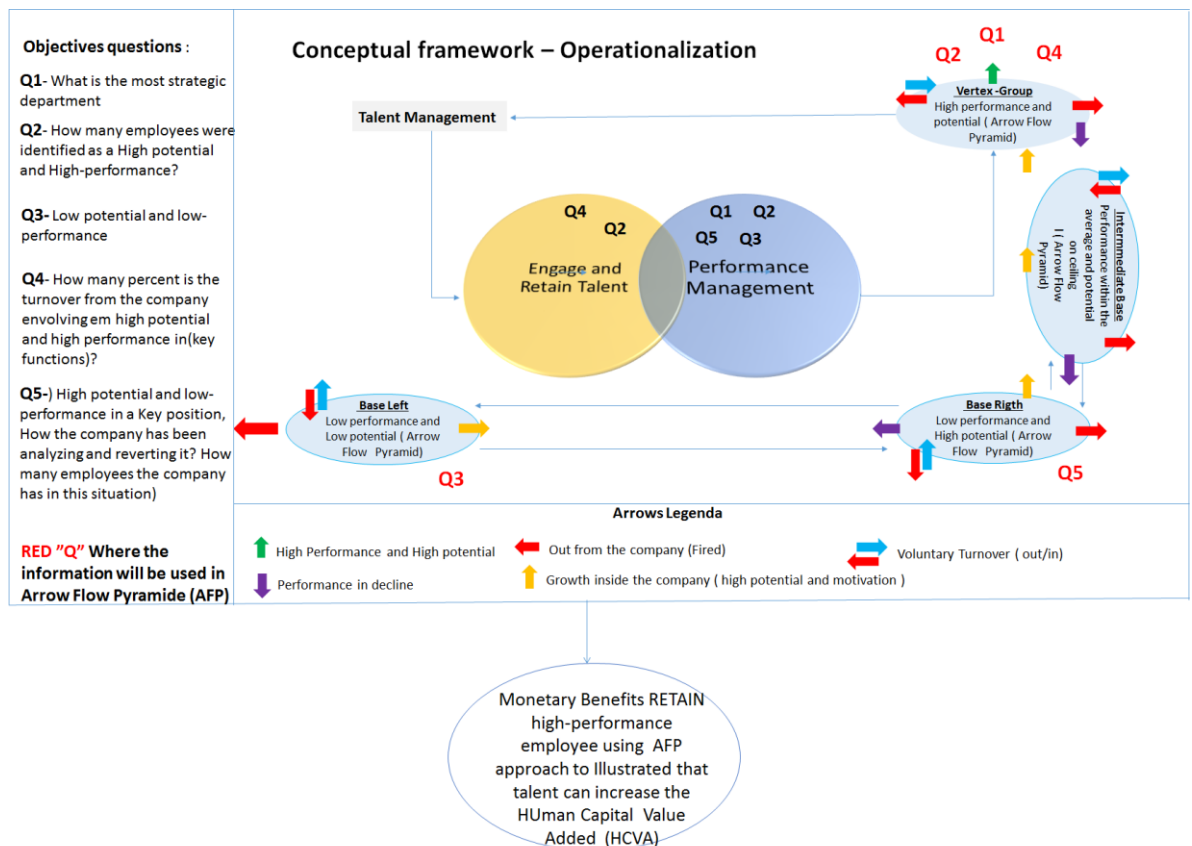 Objectives questions :
Q1- What is the most strategic
department
Q2- How many employees were
identified as a High potential
and High-performance?
Q3- Low potential and low-
performance
Q4- How many percent is the
turnover from the company
envolving em high potential
and high performance in(key
functions)?
Q5-) High potential and low-
performance in a Key position,
How the company has been
analyzing and reverting it? How
many employees the company
has in this situation)
RED ”Q” Where the
information will be used in
Arrow Flow Pyramide (AFP)
Conceptual framework – Operationalization
Q1
Q2
Q4
Vertex -Group
High performance and
potential ( Arrow Flow
Pyramid)
Talent Management
Intermmediate Base
Performance within the
average and potential
on ceiling
I ( Arrow Flow
Pyramid)
Q4
Q2
Engage and
Retain Talent
Q1 Q2
Q5 Q3
Performance
Management
Base Left
Low performance and
Low potential ( Arrow
Flow Pyramid)
Q3
Base Rigth
Low performance and
High potential ( Arrow
Flow Pyramid)
Q5
Arrows Legenda
High Performance and High potential
Out from the company (Fired)
Voluntary Turnover ( out/in)
Performance in decline
Growth inside the company ( high potential and motivation )
Monetary Benefits RETAIN
high-performance
employee using AFP
approach to Illustrated that
talent can increase the
HUman Capital Value
Added (HCVA)